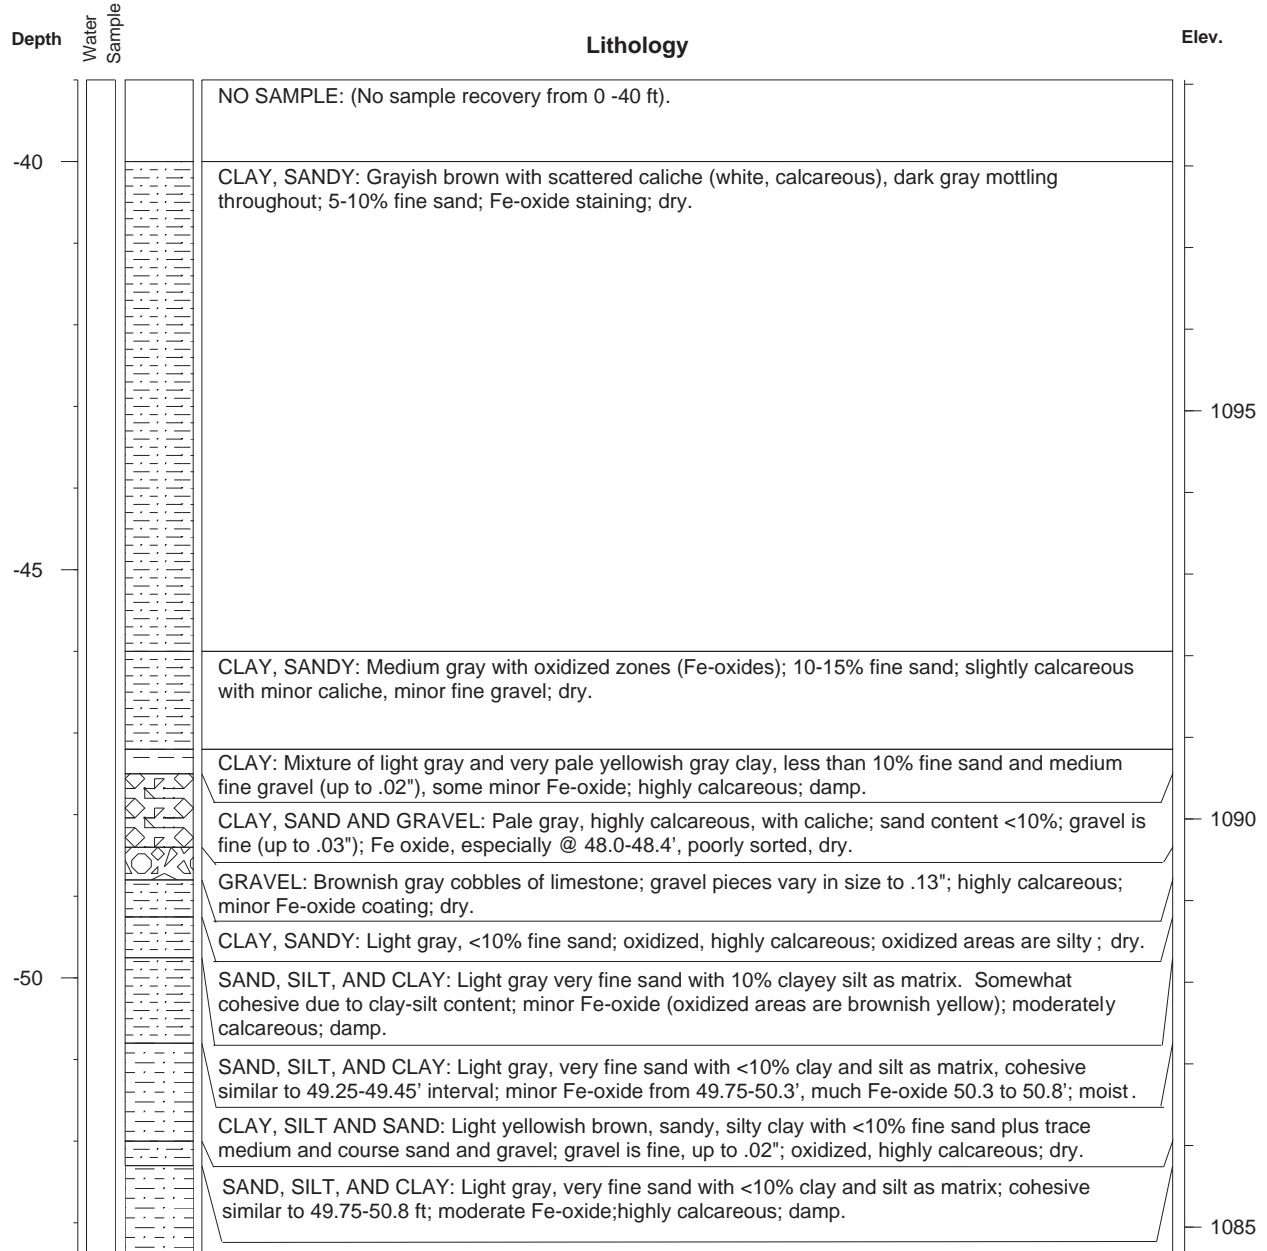 Depth
Water
Sample
Lithology
Elev.
NO SAMPLE: (No sample recovery from 0 -40 ft).
-40
CLAY, SANDY: Grayish brown with scattered caliche (white, calcareous), dark gray mottling
throughout; 5-10% fine sand; Fe-oxide staining; dry.
1095
-45
CLAY, SANDY: Medium gray with oxidized zones (Fe-oxides); 10-15% fine sand; slightly calcareous
with minor caliche, minor fine gravel; dry.
CLAY: Mixture of light gray and very pale yellowish gray clay, less than 10% fine sand and medium
fine gravel (up to .02"), some minor Fe-oxide; highly calcareous; damp.
CLAY, SAND AND GRAVEL: Pale gray, highly calcareous, with caliche; sand content <10%; gravel is
fine (up to .03"); Fe oxide, especially @ 48.0-48.4', poorly sorted, dry.
1090
GRAVEL: Brownish gray cobbles of limestone; gravel pieces vary in size to .13"; highly calcareous;
minor Fe-oxide coating; dry.
CLAY, SANDY: Light gray, <10% fine sand; oxidized, highly calcareous; oxidized areas are silty ; dry.
-50
SAND, SILT, AND CLAY: Light gray very fine sand with 10% clayey silt as matrix.  Somewhat
cohesive due to clay-silt content; minor Fe-oxide (oxidized areas are brownish yellow); moderately
calcareous; damp.
SAND, SILT, AND CLAY: Light gray, very fine sand with <10% clay and silt as matrix, cohesive
similar to 49.25-49.45' interval; minor Fe-oxide from 49.75-50.3', much Fe-oxide 50.3 to 50.8'; moist.
CLAY, SILT AND SAND: Light yellowish brown, sandy, silty clay with <10% fine sand plus trace
medium and course sand and gravel; gravel is fine, up to .02"; oxidized, highly calcareous; dry.
SAND, SILT, AND CLAY: Light gray, very fine sand with <10% clay and silt as matrix; cohesive
similar to 49.75-50.8 ft; moderate Fe-oxide;highly calcareous; damp.
1085